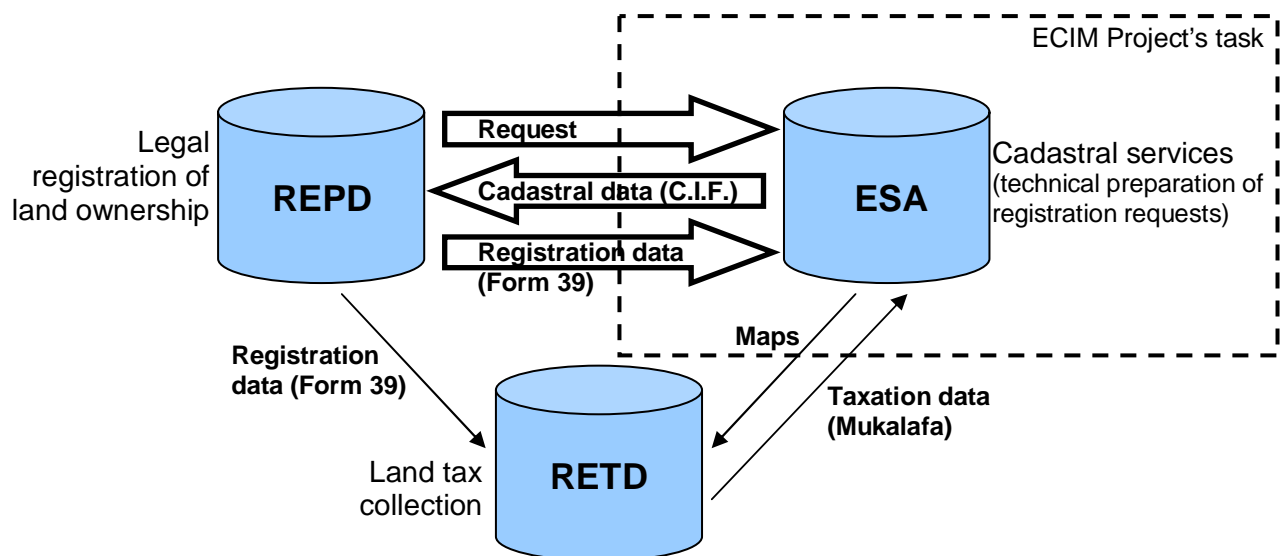 ECIM Project's task
Legal
registration of
land ownership
REPD
Request
Cadastral data (C.I.F.)
Registration data
(Form 39)
ESA
Cadastral services
(technical preparation of
registration requests)
Registration
data (Form 39)
Maps
Taxation data
(Mukalafa)
Land tax
collection
RETD